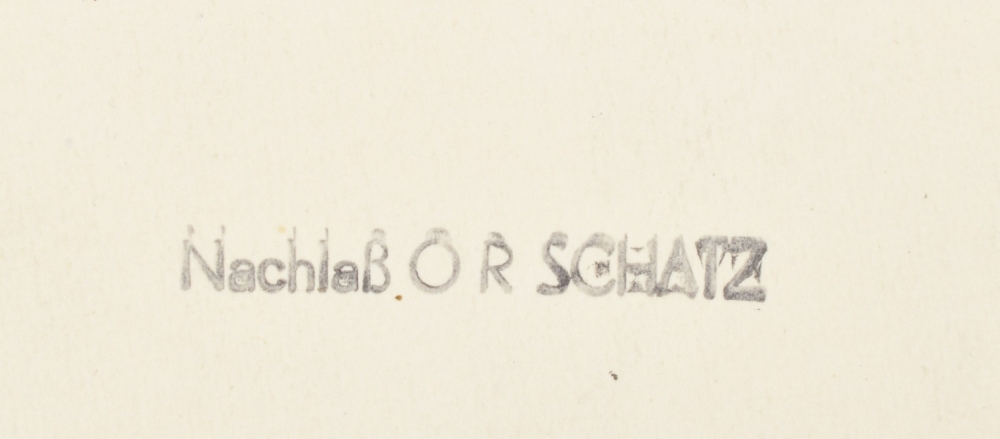 Nachlaß O R SCHATZ